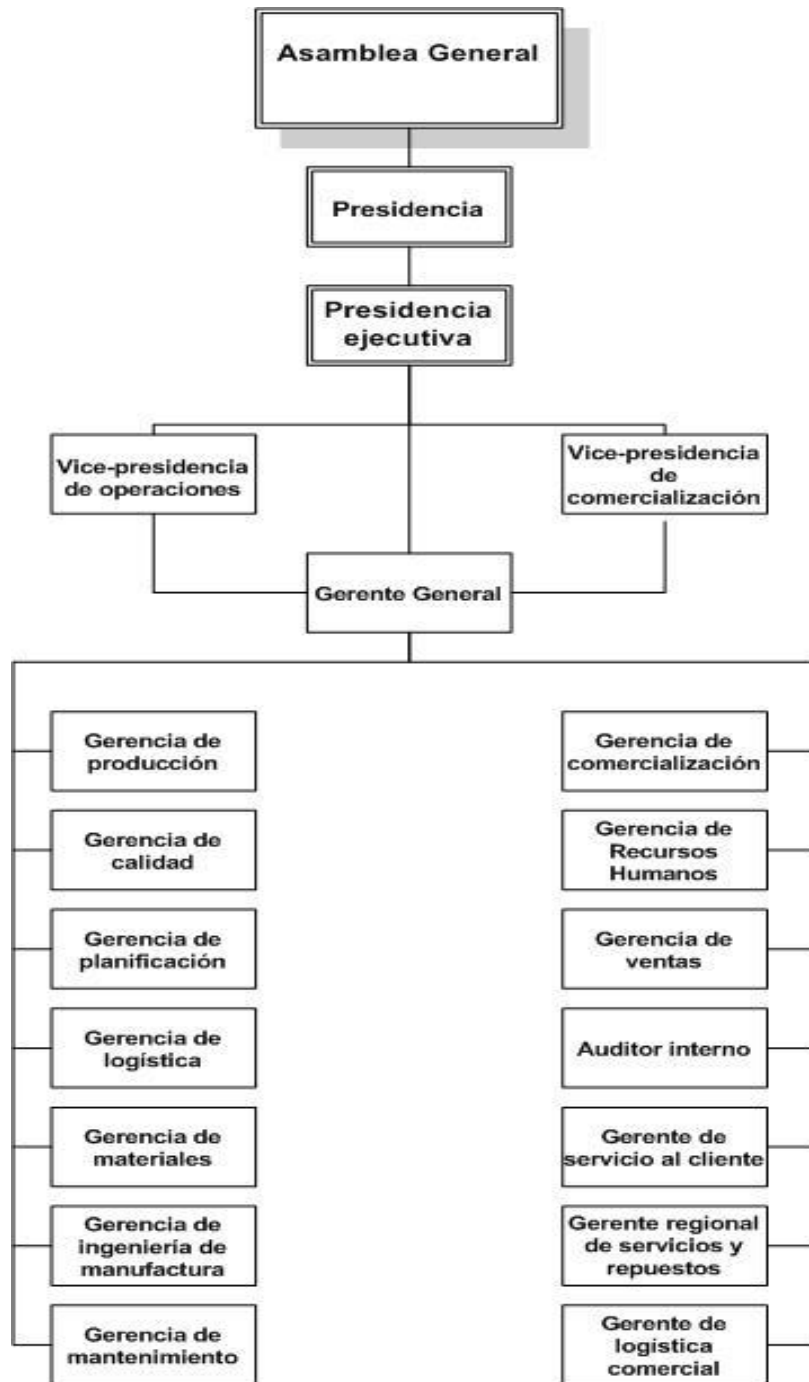 Asamblea General
Presidencia
Presidencia
ejecutiva
Vice-presidencia
de operaciones
Vice-presidencia
de
comercialización
Gerente General
Gerencia de
producción
Gerencia de
comercialización
Gerencia de
calidad
Gerencia de
Recursos
Humanos
Gerencia de
planificación
Gerencia de
ventas
Gerencia de
logística
Auditor interno
Gerencia de
materiales
Gerente de
servicio al cliente
Gerencia de
ingeniería de
manufactura
Gerente regional
de servicios y
repuestos
Gerencia de
mantenimiento
Gerente de
logística
comercial